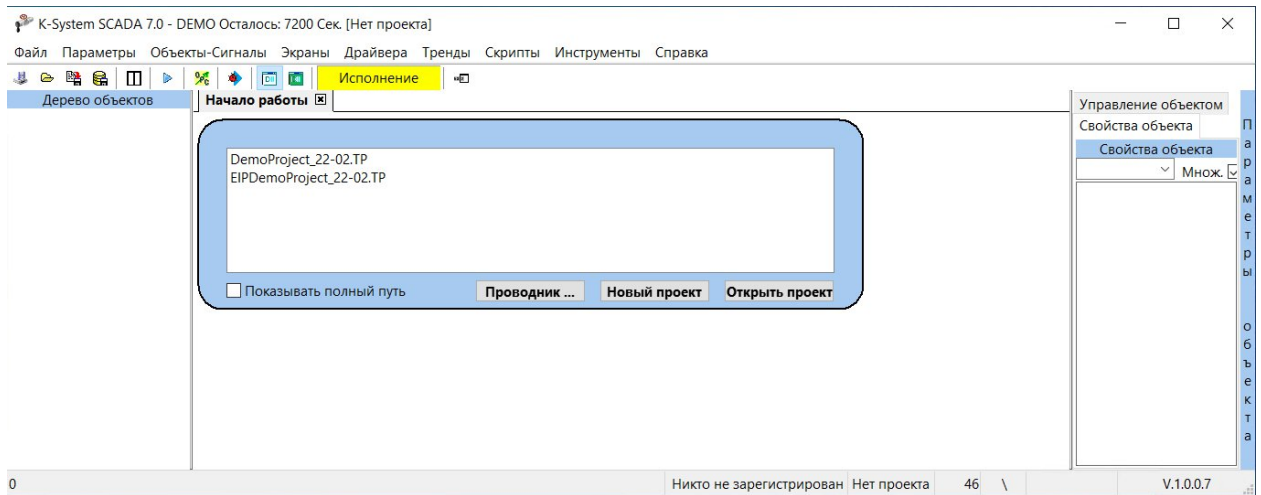 K-System SCADA 7.0 - DEMO Осталось: 7200 Сек. [Нет проекта]
Файл Параметры Объекты-Сигналы Экраны Драйвера Тренды Скрипты Инструменты Справка
Исполнение
Дерево объектов
Начало работы
DemoProject_22-02.TP
EIPDemoProject_22-02.TP
Показывать полный путь
Проводник ... Новый проект Открыть проект
Управление объектом
Свойства объекта
Свойства объекта
Множ.
Параметры объекта
0 Никто не зарегистрирован Нет проекта 46 \ V.1.0.0.7